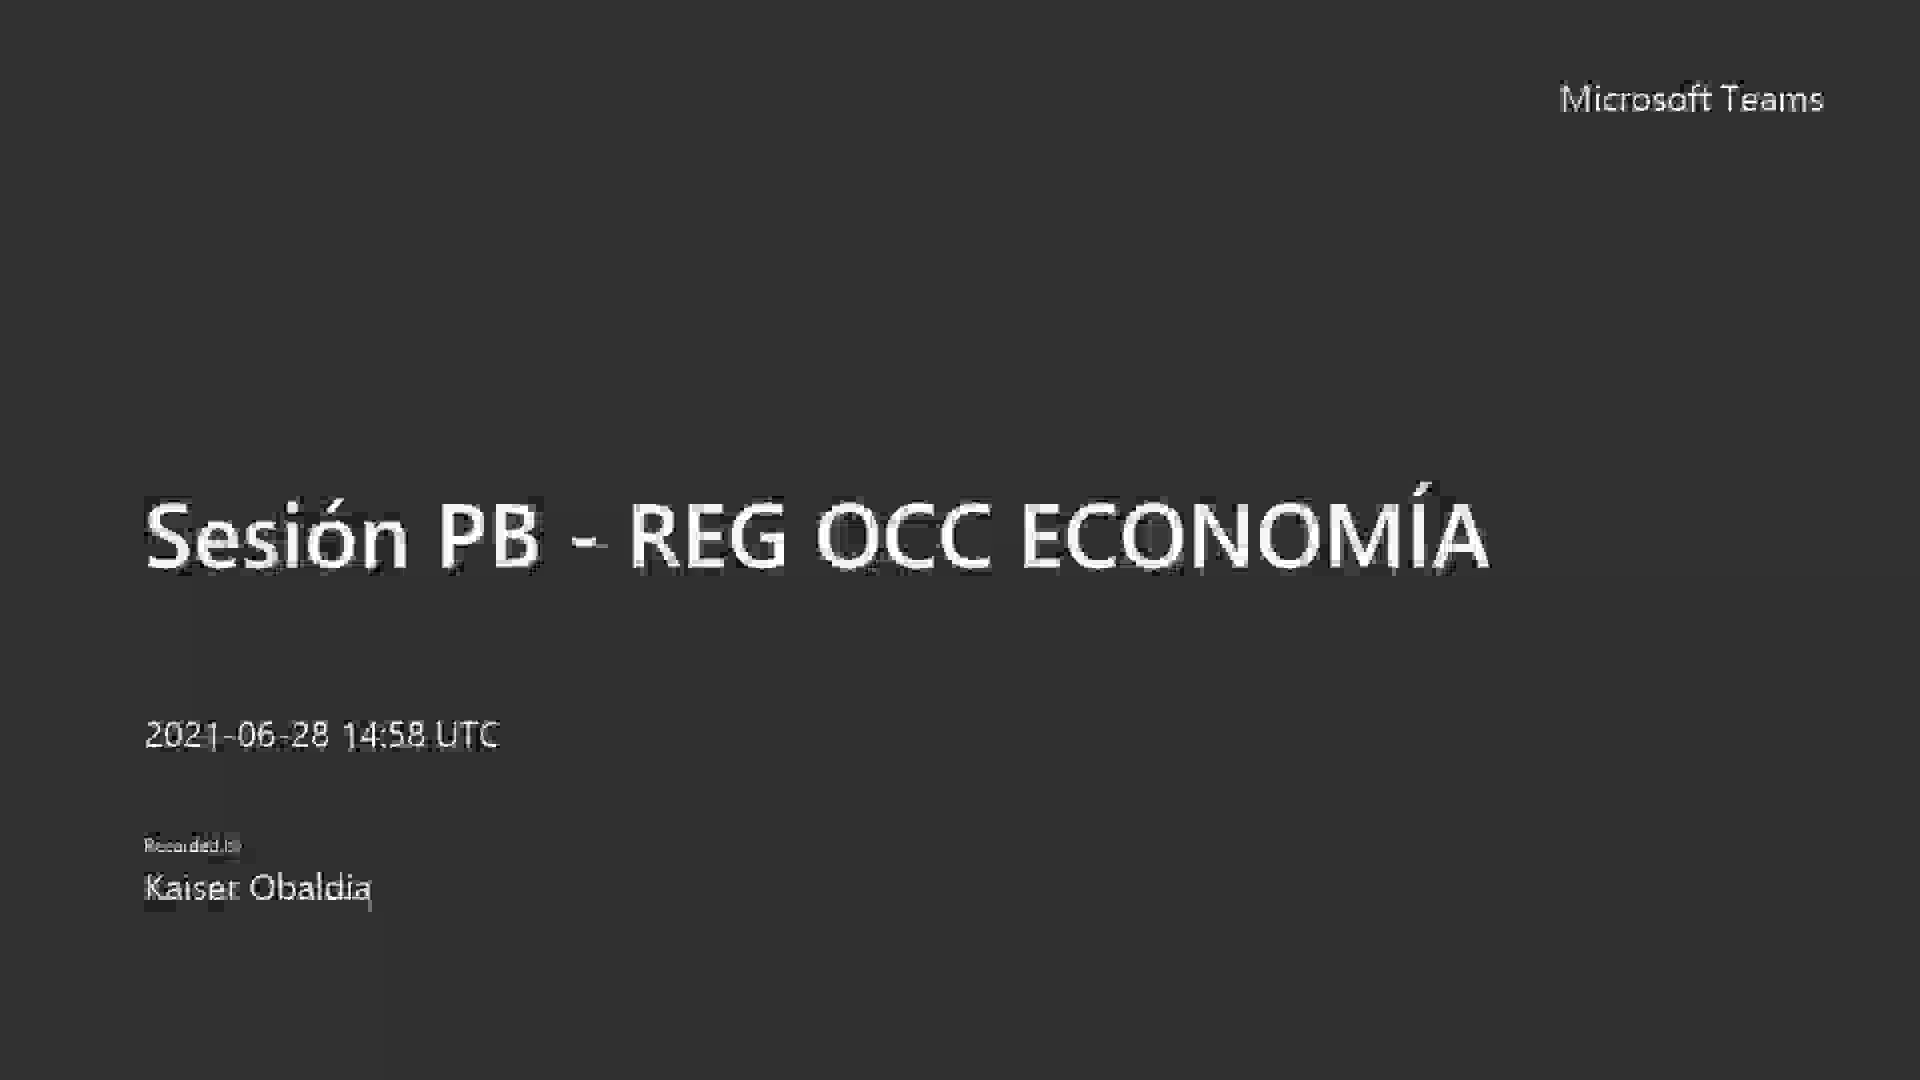 Microsoft Teams
Sesión PB - REG OCC ECONOMÍA
2021-06-28 14:58 UTC
Recorded by
Kaiser Obaldia